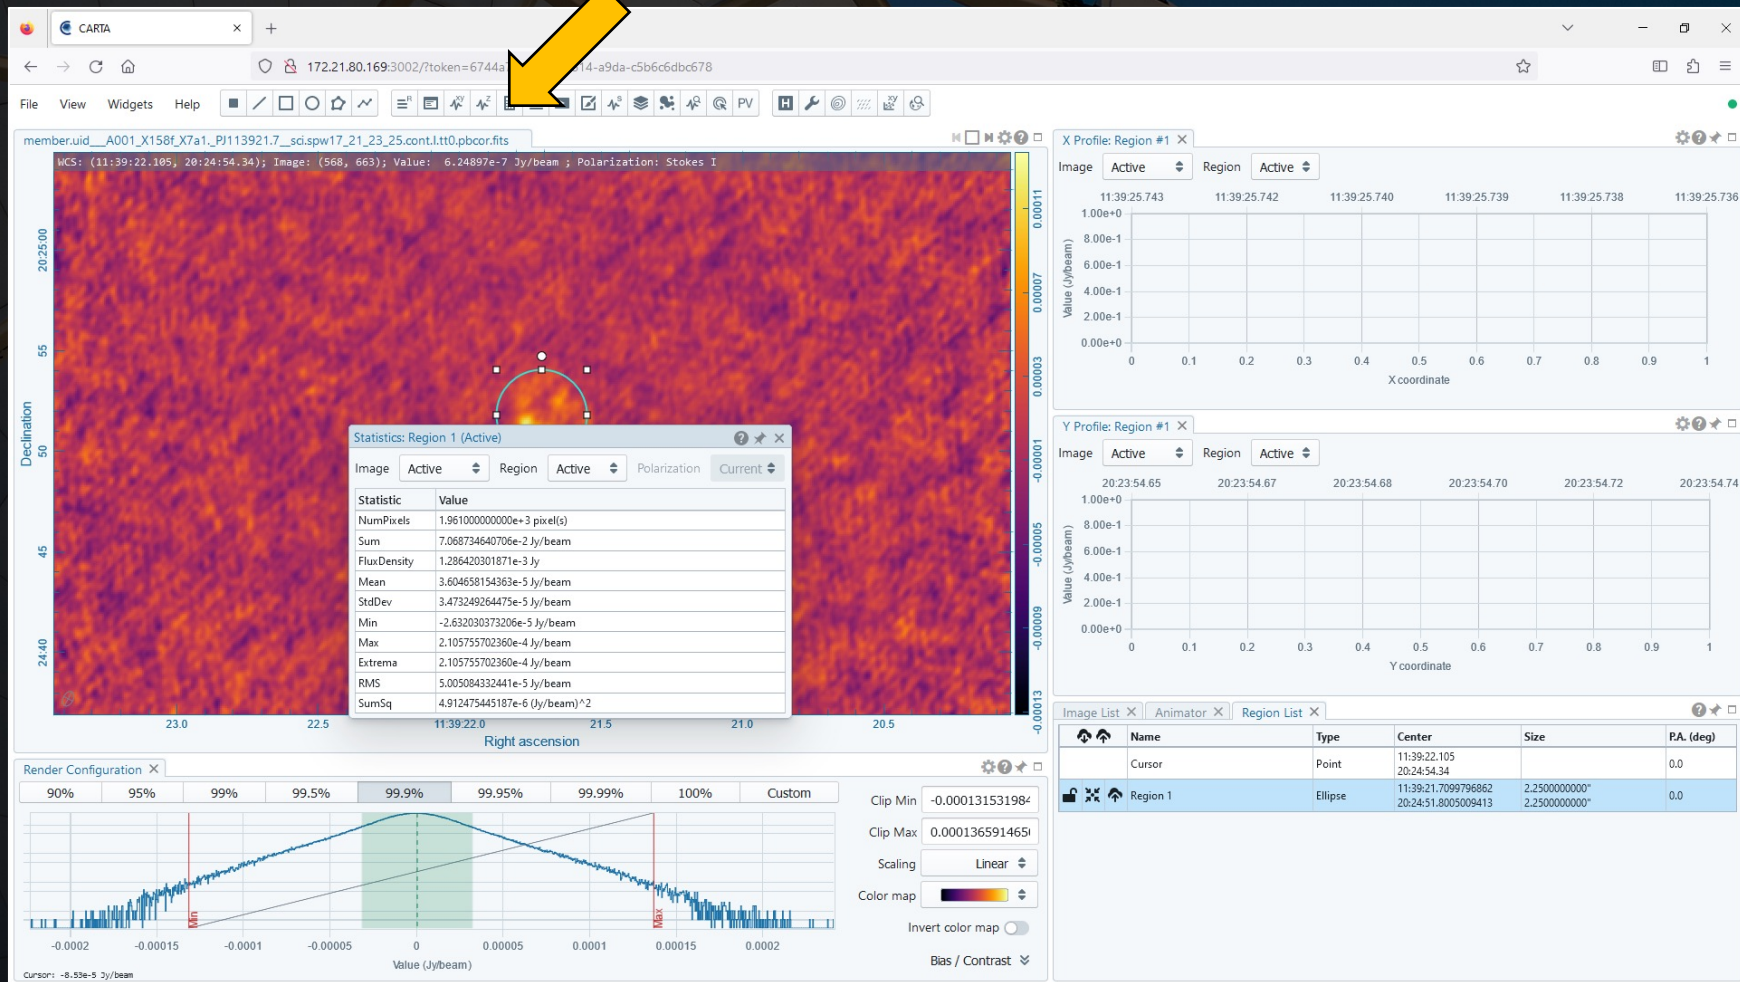 CARTA
172.21.80.169:3002/?token=6744a 14-a9da-c5b6c6dbc678
File View Widgets Help
R XY Z S PV H XY
member.uid___A001_X158f_X7a1._PJ113921.7__sci.spw17_21_23_25.cont.I.tt0.pbcor.fits
WCS: (11:39:22.105, 20:24:54.34); Image: (568, 663); Value: 6.24897e-7 Jy/beam ; Polarization: Stokes I
Declination
20:25:00
55
50
45
24:40
23.0 22.5 11:39:22.0 21.5 21.0 20.5
Right ascension
0.00011
0.00007
0.00003
-0.00001
-0.00005
-0.00009
-0.00013
Statistics: Region 1 (Active)
Image Active Region Active Polarization Current
Statistic Value
NumPixels 1.961000000000e+3 pixel(s)
Sum 7.068734640706e-2 Jy/beam
FluxDensity 1.286420301871e-3 Jy
Mean 3.604658154363e-5 Jy/beam
StdDev 3.473249264475e-5 Jy/beam
Min -2.632030373206e-5 Jy/beam
Max 2.105755702360e-4 Jy/beam
Extrema 2.105755702360e-4 Jy/beam
RMS 5.005084332441e-5 Jy/beam
SumSq 4.912475445187e-6 (Jy/beam)^2
Render Configuration
90% 95% 99% 99.5% 99.9% 99.95% 99.99% 100% Custom
Min
Max
-0.0002 -0.00015 -0.0001 -0.00005 0 0.00005 0.0001 0.00015 0.0002
Value (Jy/beam)
Cursor: -8.53e-5 Jy/beam
Clip Min -0.000131531984
Clip Max 0.000136591465
Scaling Linear
Color map
Invert color map
Bias / Contrast
X Profile: Region #1
Image Active Region Active
11:39:25.743 11:39:25.742 11:39:25.740 11:39:25.739 11:39:25.738 11:39:25.736
Value (Jy/beam)
1.00e+0
8.00e-1
6.00e-1
4.00e-1
2.00e-1
0.00e+0
0 0.1 0.2 0.3 0.4 0.5 0.6 0.7 0.8 0.9 1
X coordinate
Y Profile: Region #1
Image Active Region Active
20:23:54.65 20:23:54.67 20:23:54.68 20:23:54.70 20:23:54.72 20:23:54.74
Value (Jy/beam)
1.00e+0
8.00e-1
6.00e-1
4.00e-1
2.00e-1
0.00e+0
0 0.1 0.2 0.3 0.4 0.5 0.6 0.7 0.8 0.9 1
Y coordinate
Image List Animator Region List
Name Type Center Size P.A. (deg)
Cursor Point 11:39:22.105 0.0
20:24:54.34
Region 1 Ellipse 11:39:21.7099796862 2.2500000000" 0.0
20:24:51.8005009413 2.2500000000"